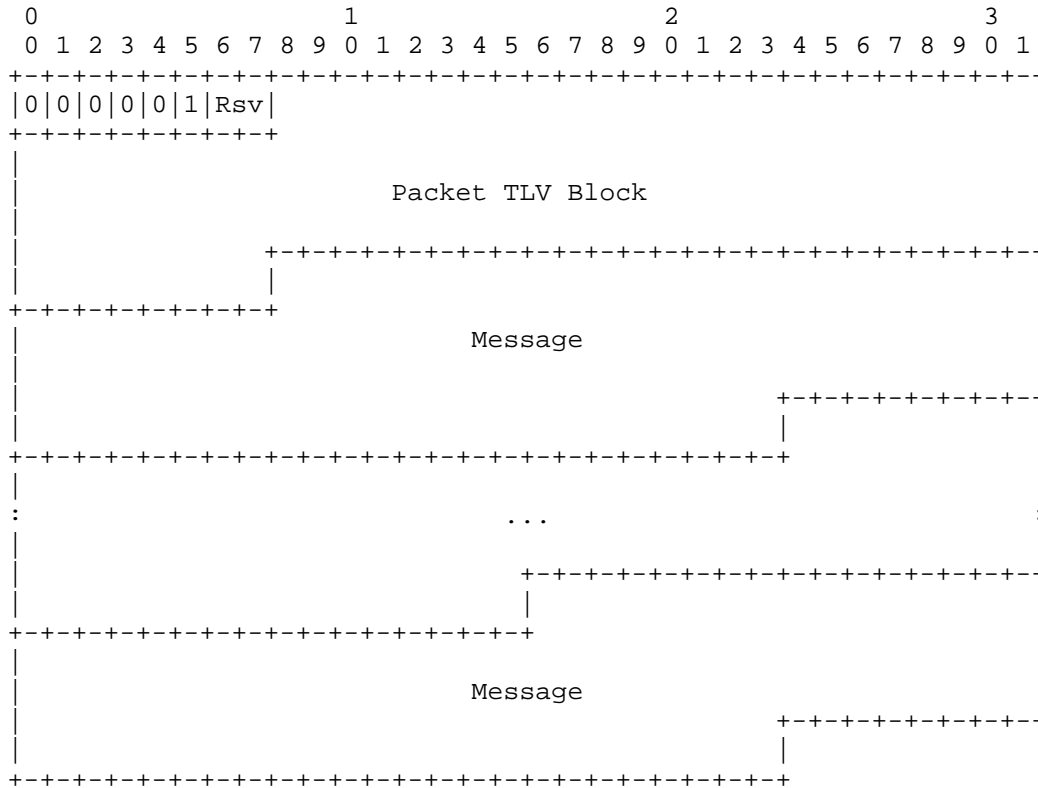 0                   1                   2                   3
 0 1 2 3 4 5 6 7 8 9 0 1 2 3 4 5 6 7 8 9 0 1 2 3 4 5 6 7 8 9 0 1
+-+-+-+-+-+-+-+-+-+-+-+-+-+-+-+-+-+-+-+-+-+-+-+-+-+-+-+-+-+-+-+--
|0|0|0|0|0|1|Rsv|
+-+-+-+-+-+-+-+-+
|
|                       Packet TLV Block
|
|               +-+-+-+-+-+-+-+-+-+-+-+-+-+-+-+-+-+-+-+-+-+-+-+--
|               |
+-+-+-+-+-+-+-+-+
|                            Message
|
|                                               +-+-+-+-+-+-+-+--
|                                               |
+-+-+-+-+-+-+-+-+-+-+-+-+-+-+-+-+-+-+-+-+-+-+-+-+
|
:                              ...                               :
|
|                               +-+-+-+-+-+-+-+-+-+-+-+-+-+-+-+--
|                               |
+-+-+-+-+-+-+-+-+-+-+-+-+-+-+-+-+
|
|                            Message
|                                               +-+-+-+-+-+-+-+--
|                                               |
+-+-+-+-+-+-+-+-+-+-+-+-+-+-+-+-+-+-+-+-+-+-+-+-+